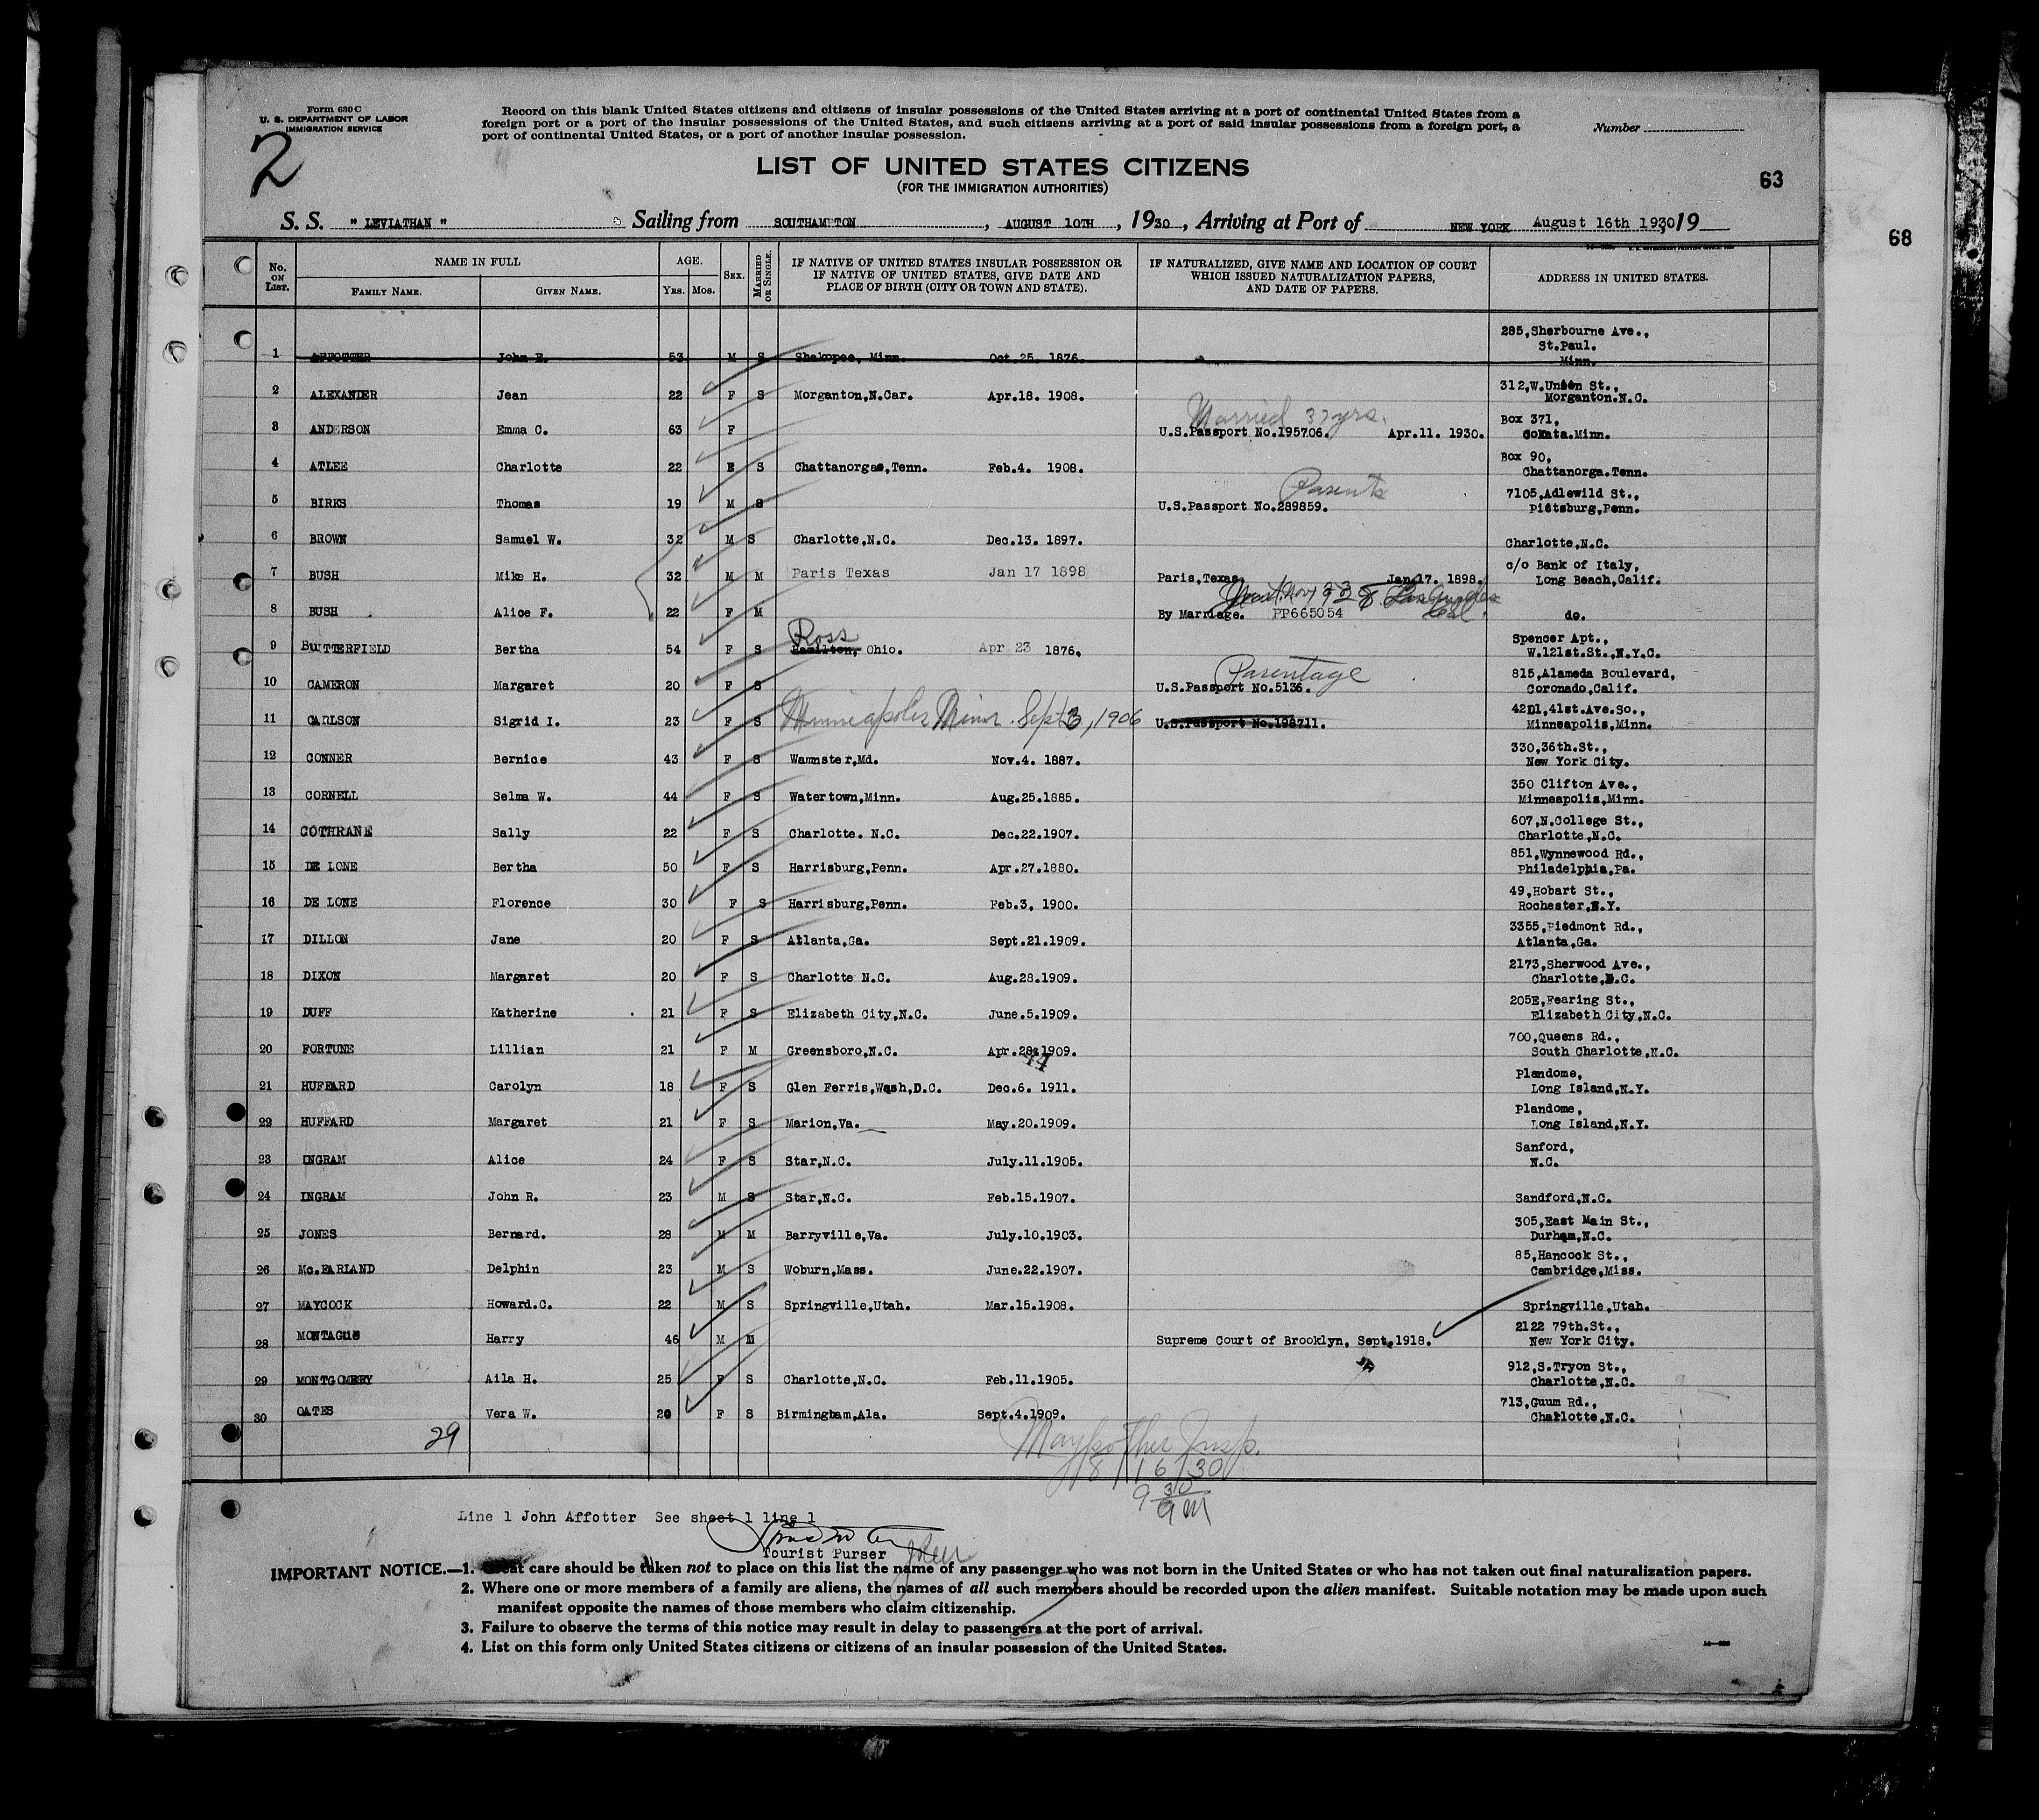 Form 630 C
U. S. DEPARTMENT OF LABOR
IMMIGRATION SERVICE
2
Record on this blank United States citizens and citizens of insular possessions of the United States arriving at a port of continental United States from a
foreign port or a port of the insular possessions of the United States, and such citizens arriving at a port of said insular possessions from a foreign port, a
port of continental United States, or a port of another insular possession.
Number
LIST OF UNITED STATES CITIZENS
(FOR THE IMMIGRATION AUTHORITIES)
63
68
S. S. " LEVIATHAN " Sailing from SOUTHAMPTON, AUGUST 10TH, 1930, Arriving at Port of NEW YORK August 16th 1930 19
No. ON LIST. NAME IN FULL AGE. SEX. MARRIED OR SINGLE. IF NATIVE OF UNITED STATES INSULAR POSSESSION OR IF NATIVE OF UNITED STATES, GIVE DATE AND PLACE OF BIRTH (CITY OR TOWN AND STATE). IF NATURALIZED, GIVE NAME AND LOCATION OF COURT WHICH ISSUED NATURALIZATION PAPERS, AND DATE OF PAPERS. ADDRESS IN UNITED STATES.
FAMILY NAME. GIVEN NAME. YRS. MOS.
1 AFFOTTER John E. 53 M S Shakopee, Minn. Oct.25. 1876. 285,Sherbourne Ave., St.Paul. Minn.
2 ALEXANDER Jean 22 F S Morganton,N.Car. Apr.18. 1908. 312,W.Union St., Morganton.N.C.
3 ANDERSON Emma C. 63 F Married 37 yrs. U.S.Passport No.195706. Apr.11. 1930. Box 371, Cokata.Minn.
4 ATLEE Charlotte 22 F S Chattanorgas,Tenn. Feb.4. 1908. Box 90, Chattanorga.Tenn.
5 BIRKS Thomas 19 M S Parents U.S.Passport No.289859. 7105,Adlewild St., Pittsburg,Penn.
6 BROWN Samuel W. 32 M S Charlotte,N.C. Dec.13. 1897. Charlotte,N.C.
7 BUSH Mike H. 32 M M Paris Texas Jan 17 1898 Paris,Texas Jan.17. 1898. c/o Bank of Italy, Long Beach,Calif.
8 BUSH Alice F. 22 F M By Marriage. PP665054 Cal. do.
9 BUTTERFIELD Bertha 54 F S Ross Hamilton, Ohio. Apr 23 1876, Spencer Apt., W.121st.St.,N.Y.C.
10 CAMERON Margaret 20 F S Parentage U.S.Passport No.5136. 815,Alameda Boulevard, Coronado,Calif.
11 CARLSON Sigrid I. 23 F S Minneapolis Minn. Sept 3, 1906 U.S.Passport No.198711. 4201,41st.Ave.So., Minneapolis,Minn.
12 CONNER Bernice 43 F S Wammster,Md. Nov.4. 1887. 330,36th.St., New York City.
13 CORNELL Selma W. 44 F S Watertown,Minn. Aug.25.1885. 350 Clifton Ave., Minneapolis,Minn.
14 COTHRANE Sally 22 F S Charlotte. N.C. Dec.22.1907. 607,N.College St., Charlotte,N.C.
15 DE LONE Bertha 50 F S Harrisburg,Penn. Apr.27.1880. 851,Wynnewood Rd., Philadelphia,Pa.
16 DE LONE Florence 30 F S Harrisburg,Penn. Feb.3, 1900. 49,Hobart St., Rochester,N.Y.
17 DILLON Jane 20 F S Atlanta,Ga. Sept.21.1909. 3355,Piedmont Rd., Atlanta,Ga.
18 DIXON Margaret 20 F S Charlotte N.C. Aug.28.1909. 2173,Sherwood Ave., Charlotte,N.C.
19 DUFF Katherine 21 F S Elizabeth City,N.C. June.5.1909. 205E,Fearing St., Elizabeth City,N.C.
20 FORTUNE Lillian 21 F M Greensboro,N.C. Apr.28.1909. 700,Queens Rd., South Charlotte,N.C.
44
21 HUFFARD Carolyn 18 F S Glen Ferris,Wash,D.C. Dec.6. 1911. Plandome, Long Island,N.Y.
22 HUFFARD Margaret 21 F S Marion,Va. May.20.1909. Plandome, Long Island,N.Y.
23 INGRAM Alice 24 F S Star,N.C. July.11.1905. Sanford, N.C.
24 INGRAM John R. 23 M S Star,N.C. Feb.15.1907. Sandford,N.C.
25 JONES Bernard. 28 M M Barryville,Va. July.10.1903. 305,East Main St., Durham,N.C.
26 Mc.FARLAND Delphin 23 M S Woburn,Mass. June.22.1907. 85,Hancock St., Cambridge,Miss.
27 MAYCOCK Howard.C. 22 M S Springville,Utah. Mar.15.1908. Springville,Utah.
28 MONTAGUE Harry 46 M M Supreme Court of Brooklyn, Sept,1918. 2122 79th.St., New York City.
29 MONTGOMERY Aila H. 25 F S Charlotte,N.C. Feb.11.1905. 912,S.Tryon St., Charlotte,N.C.
30 OATES Vera W. 20 F S Birmingham,Ala. Sept.4.1909. 713,Guum Rd., Charlotte,N.C.
29
Insp.
8/16/30
9 30 AM
Line 1 John Affotter See sheet 1 line 1
Tourist Purser
IMPORTANT NOTICE.—1. Great care should be taken not to place on this list the name of any passenger who was not born in the United States or who has not taken out final naturalization papers.
2. Where one or more members of a family are aliens, the names of all such members should be recorded upon the alien manifest. Suitable notation may be made upon such
manifest opposite the names of those members who claim citizenship.
3. Failure to observe the terms of this notice may result in delay to passengers at the port of arrival.
4. List on this form only United States citizens or citizens of an insular possession of the United States.